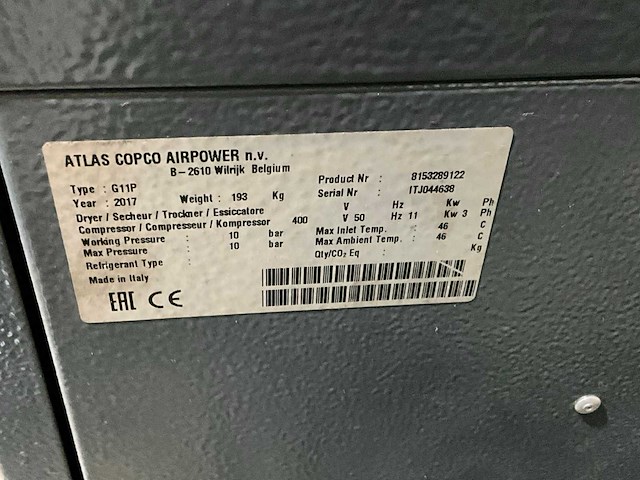 ATLAS COPCO AIRPOWER n.v.
B-2610 Wilrijk Belgium
Type : G11P
Product Nr : 8153289122
Year : 2017 Weight : 193 Kg
Serial Nr : ITJ044638
Dryer / Secheur / Trockner / Essiccatore V Hz Kw Ph
Compressor / Compresseur / Kompressor 400 V 50 Hz 11 Kw 3 Ph
Working Pressure : 10 bar Max Inlet Temp. : 46 C
Max Pressure : 10 bar Max Ambient Temp. : 46 C
Refrigerant Type : Qty/CO₂ Eq : Kg
Made in Italy
EAC CE